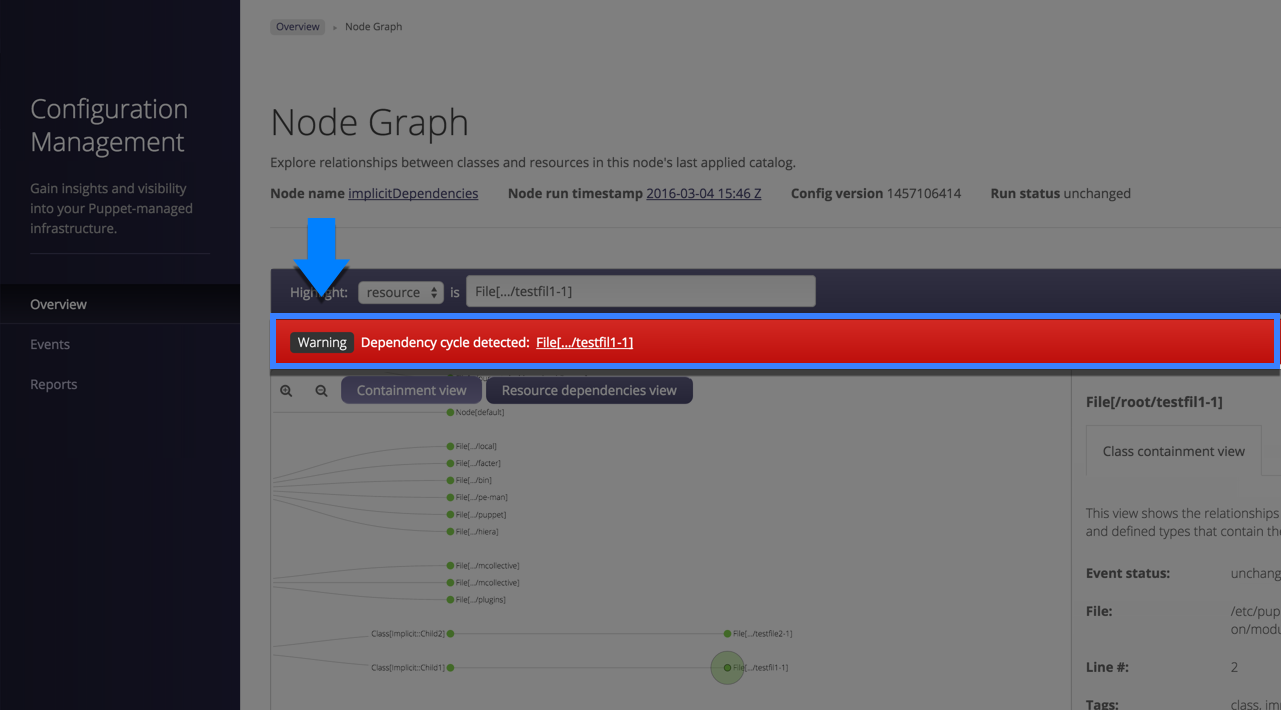 Overview ▸ Node Graph
Configuration
Management
Gain insights and visibility
into your Puppet-managed
infrastructure.
Overview
Events
Reports
Node Graph
Explore relationships between classes and resources in this node's last applied catalog.
Node name implicitDependencies Node run timestamp 2016-03-04 15:46 Z Config version 1457106414 Run status unchanged
Highlight: resource is File[.../testfil1-1]
Warning Dependency cycle detected: File[.../testfil1-1]
Containment view Resource dependencies view
Node[default]
File[.../local]
File[.../facter]
File[.../bin]
File[.../pe-man]
File[.../puppet]
File[.../hiera]
File[.../mcollective]
File[.../mcollective]
File[.../plugins]
Class[Implicit::Child2] File[.../testfile2-1]
Class[Implicit::Child1] File[.../testfil1-1]
File[/root/testfil1-1]
Class containment view
This view shows the relationships
and defined types that contain the
Event status: unchang
File: /etc/pup
on/modu
Line #: 2
Tags: class, im